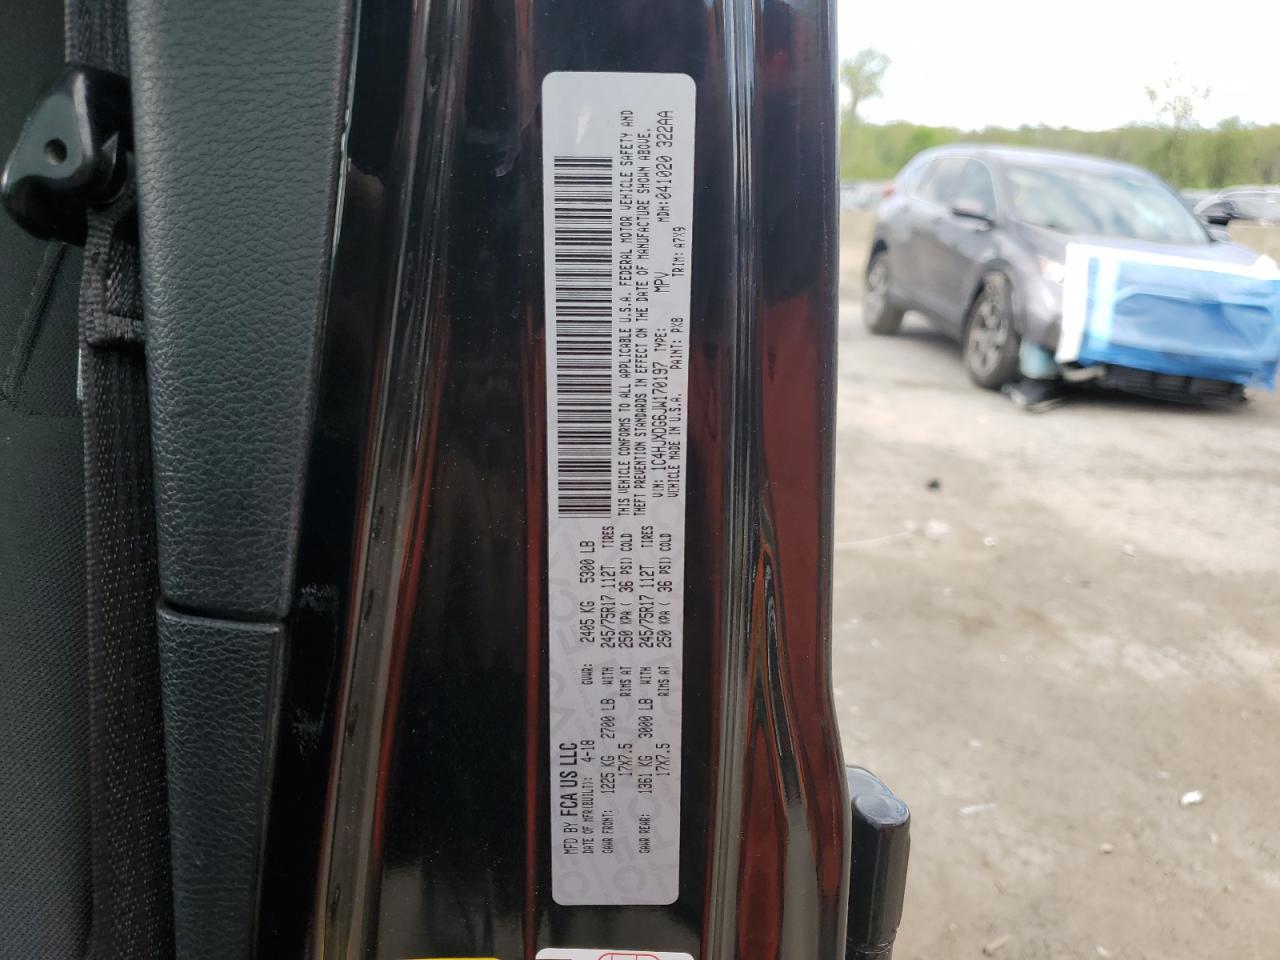 MFD BY FCA US LLC
DATE OF MFR(BUILT): 4-18 GVWR: 2405 KG 5300 LB
GAWR FRONT: 1225 KG 2700 LB WITH 245/75R17 112T TIRES
17X7.5 RIMS AT 250 KPA( 36 PSI) COLD
GAWR REAR: 1361 KG 3000 LB WITH 245/75R17 112T TIRES
17X7.5 RIMS AT 250 KPA( 36 PSI) COLD
THIS VEHICLE CONFORMS TO ALL APPLICABLE U.S.A. FEDERAL MOTOR VEHICLE SAFETY AND
THEFT PREVENTION STANDARDS IN EFFECT ON THE DATE OF MANUFACTURE SHOWN ABOVE.
VIN: 1C4HJXDG6JW170197 TYPE: MPV MDH:041020 322AA
VEHICLE MADE IN U.S.A. PAINT: PX8 TRIM: A7X9